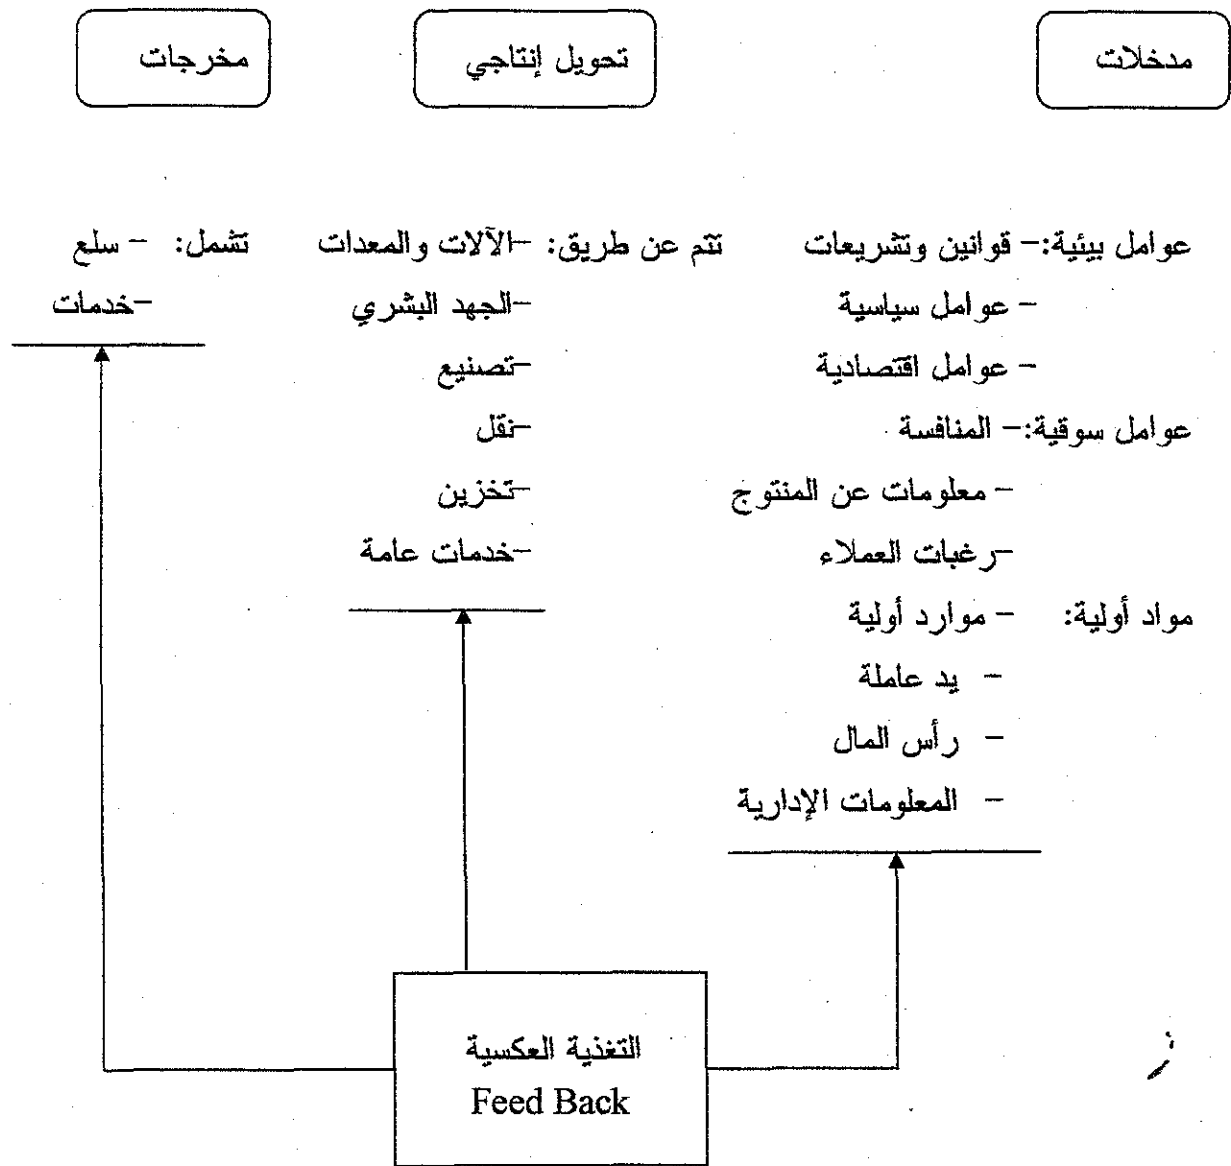 مدخلات
تحويل إنتاجي
مخرجات
عوامل بيئية:- قوانين وتشريعات
- عوامل سياسية
- عوامل اقتصادية
عوامل سوقية:- المنافسة
- معلومات عن المنتوج
-رغبات العملاء
مواد أولية: - موارد أولية
- يد عاملة
- رأس المال
- المعلومات الإدارية
تتم عن طريق: -الآلات والمعدات
-الجهد البشري
-تصنيع
-نقل
-تخزين
-خدمات عامة
تشمل: - سلع
-خدمات
التغذية العكسية
Feed Back